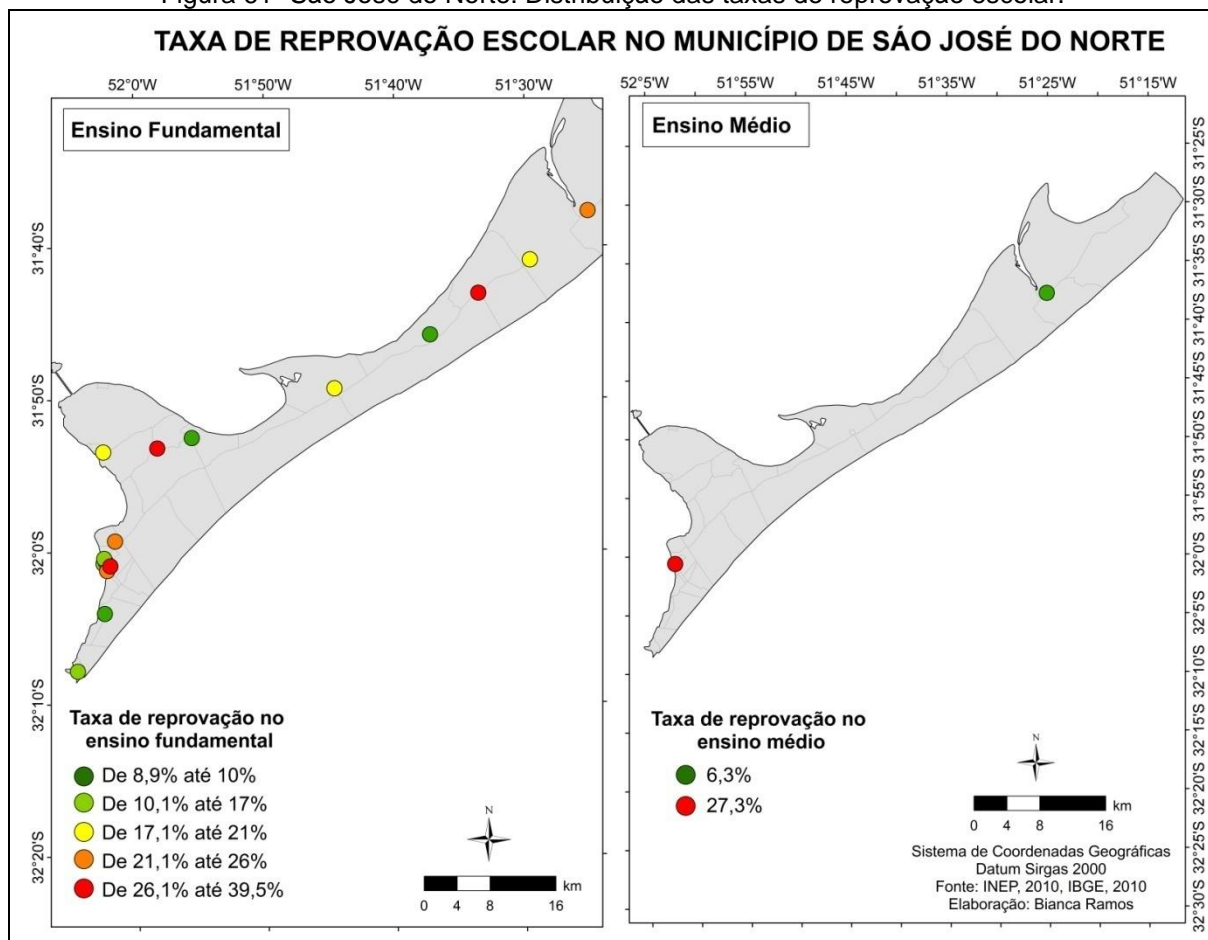 Figura 61- São José do Norte: Distribuição das taxas de reprovação escolar.
TAXA DE REPROVAÇÃO ESCOLAR NO MUNICÍPIO DE SÁO JOSÉ DO NORTE
52°0'W 51°50'W 51°40'W 51°30'W
Ensino Fundamental
31°40'S
31°50'S
32°0'S
32°10'S
32°20'S
Taxa de reprovação no
ensino fundamental
De 8,9% até 10%
De 10,1% até 17%
De 17,1% até 21%
De 21,1% até 26%
De 26,1% até 39,5%
N
0 4 8 16 km
52°5'W 51°55'W 51°45'W 51°35'W 51°25'W 51°15'W
Ensino Médio
31°25'S
31°30'S
31°35'S
31°40'S
31°45'S
31°50'S
31°55'S
32°0'S
32°5'S
32°10'S
32°15'S
32°20'S
32°25'S
32°30'S
Taxa de reprovação no
ensino médio
6,3%
27,3%
N
0 4 8 16 km
Sistema de Coordenadas Geográficas
Datum Sirgas 2000
Fonte: INEP, 2010, IBGE, 2010
Elaboração: Bianca Ramos